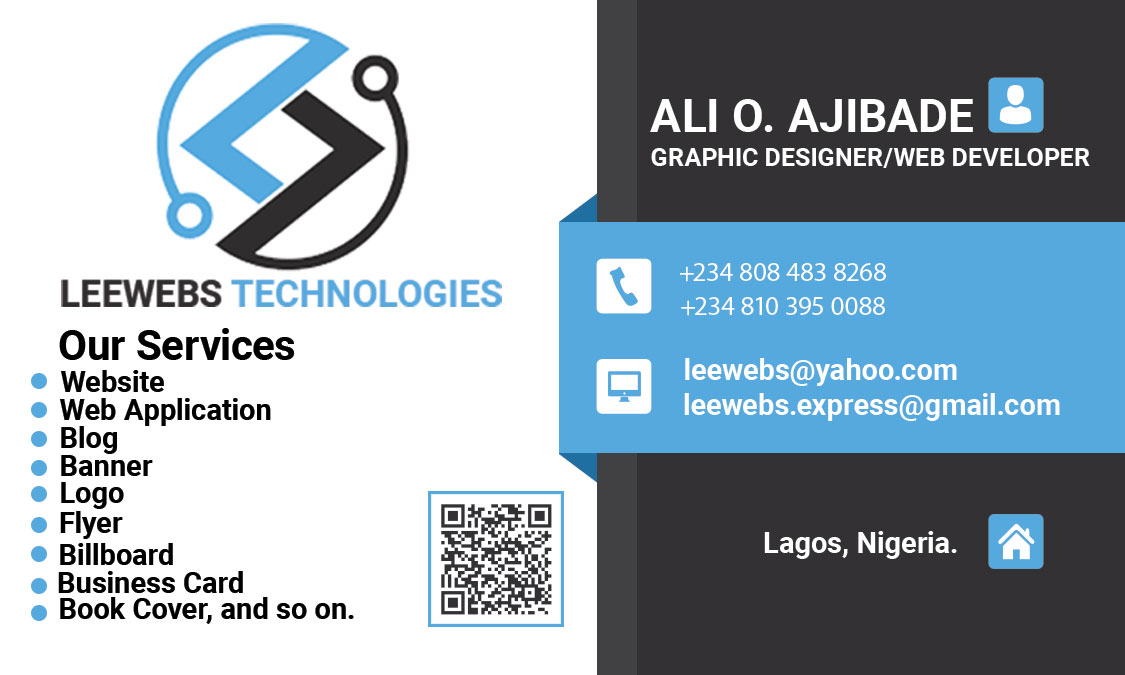 LEEWEBS TECHNOLOGIES
Our Services
Website
Web Application
Blog
Banner
Logo
Flyer
Billboard
Business Card
Book Cover, and so on.
ALI O. AJIBADE
GRAPHIC DESIGNER/WEB DEVELOPER
+234 808 483 8268
+234 810 395 0088
leewebs@yahoo.com
leewebs.express@gmail.com
Lagos, Nigeria.